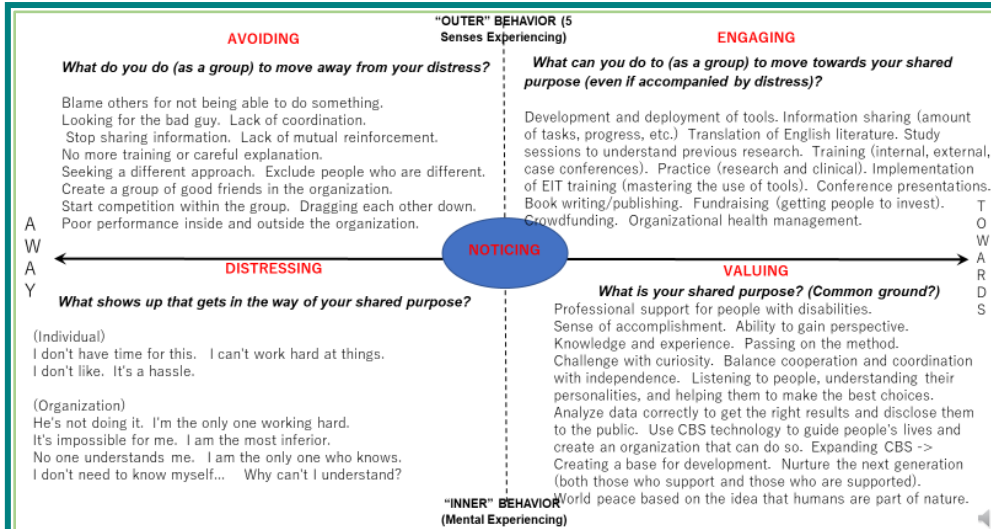 "OUTER" BEHAVIOR (5
Senses Experiencing)
AVOIDING
What do you do (as a group) to move away from your distress?
Blame others for not being able to do something.
Looking for the bad guy.  Lack of coordination.
Stop sharing information.  Lack of mutual reinforcement.
No more training or careful explanation.
Seeking a different approach.  Exclude people who are different.
Create a group of good friends in the organization.
Start competition within the group.  Dragging each other down.
Poor performance inside and outside the organization.
ENGAGING
What can you do to (as a group) to move towards your shared
purpose (even if accompanied by distress)?
Development and deployment of tools. Information sharing (amount
of tasks, progress, etc.)  Translation of English literature. Study
sessions to understand previous research.  Training (internal, external,
case conferences).  Practice (research and clinical).  Implementation
of EIT training (mastering the use of tools).  Conference presentations.
Book writing/publishing.  Fundraising (getting people to invest).
Crowdfunding.  Organizational health management.
AWAY
NOTICING
TOWARDS
DISTRESSING
What shows up that gets in the way of your shared purpose?
(Individual)
I don't have time for this.  I can't work hard at things.
I don't like.  It's a hassle.
(Organization)
He's not doing it.  I'm the only one working hard.
It's impossible for me.  I am the most inferior.
No one understands me.  I am the only one who knows.
I don't need to know myself...  Why can't I understand?
VALUING
What is your shared purpose? (Common ground?)
Professional support for people with disabilities.
Sense of accomplishment.  Ability to gain perspective.
Knowledge and experience.  Passing on the method.
Challenge with curiosity.  Balance cooperation and coordination
with independence.  Listening to people, understanding their
personalities, and helping them to make the best choices.
Analyze data correctly to get the right results and disclose them
to the public.  Use CBS technology to guide people's lives and
create an organization that can do so.  Expanding CBS ->
Creating a base for development.  Nurture the next generation
(both those who support and those who are supported).
World peace based on the idea that humans are part of nature.
"INNER" BEHAVIOR
(Mental Experiencing)